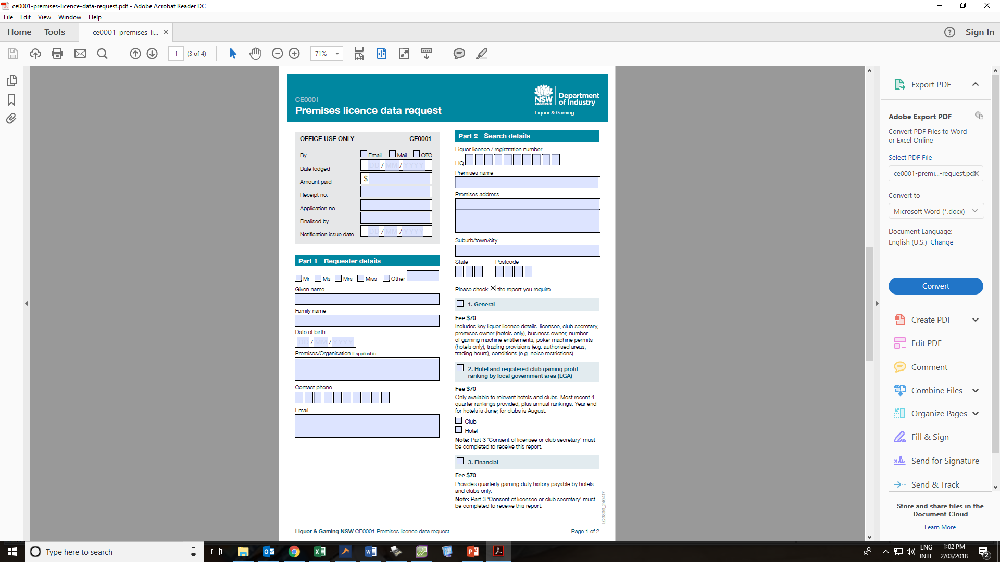 ce0001-premises-licence-data-request.pdf - Adobe Acrobat Reader DC
File Edit View Window Help
Home Tools ce0001-premises-li... × Sign In
1 (3 of 4) 71%
CE0001
Premises licence data request
NSW
GOVERNMENT
Department
of Industry
Liquor & Gaming
OFFICE USE ONLY CE0001
By Email Mail OTC
Date lodged DD / MM / YYYY
Amount paid $
Receipt no.
Application no.
Finalised by
Notification issue date DD / MM / YYYY
Part 1 Requester details
Mr Ms Mrs Miss Other
Given name
Family name
Date of birth
DD / MM / YYYY
Premises/Organisation if applicable
Contact phone
Email
Part 2 Search details
Liquor licence / registration number
LIQ
Premises name
Premises address
Suburb/town/city
State Postcode
Please check the report you require.
1. General
Fee $70
Includes key liquor licence details: licensee, club secretary,
premises owner (hotels only), business owner, number
of gaming machine entitlements, poker machine permits
(hotels only), trading provisions (e.g. authorised areas,
trading hours), conditions (e.g. noise restrictions).
2. Hotel and registered club gaming profit
ranking by local government area (LGA)
Fee $70
Only available to relevant hotels and clubs. Most recent 4
quarter rankings provided, plus annual rankings. Year end
for hotels is June; for clubs is August.
Club
Hotel
Note: Part 3 ‘Consent of licensee or club secretary’ must
be completed to receive this report.
3. Financial
Fee $70
Provides quarterly gaming duty history payable by hotels
and clubs only.
Note: Part 3 ‘Consent of licensee or club secretary’ must
be completed to receive this report.
LQ3899_240417
Liquor & Gaming NSW CE0001 Premises licence data request Page 1 of 2
Export PDF
Adobe Export PDF
Convert PDF Files to Word
or Excel Online
Select PDF File
ce0001-premi...-request.pdf
Convert to
Microsoft Word (*.docx)
Document Language:
English (U.S.) Change
Convert
Create PDF
Edit PDF
Comment
Combine Files
Organize Pages
Fill & Sign
Send for Signature
Send & Track
Store and share files in the
Document Cloud
Learn More
Type here to search
ENG
INTL
1:02 PM
2/03/2018
2